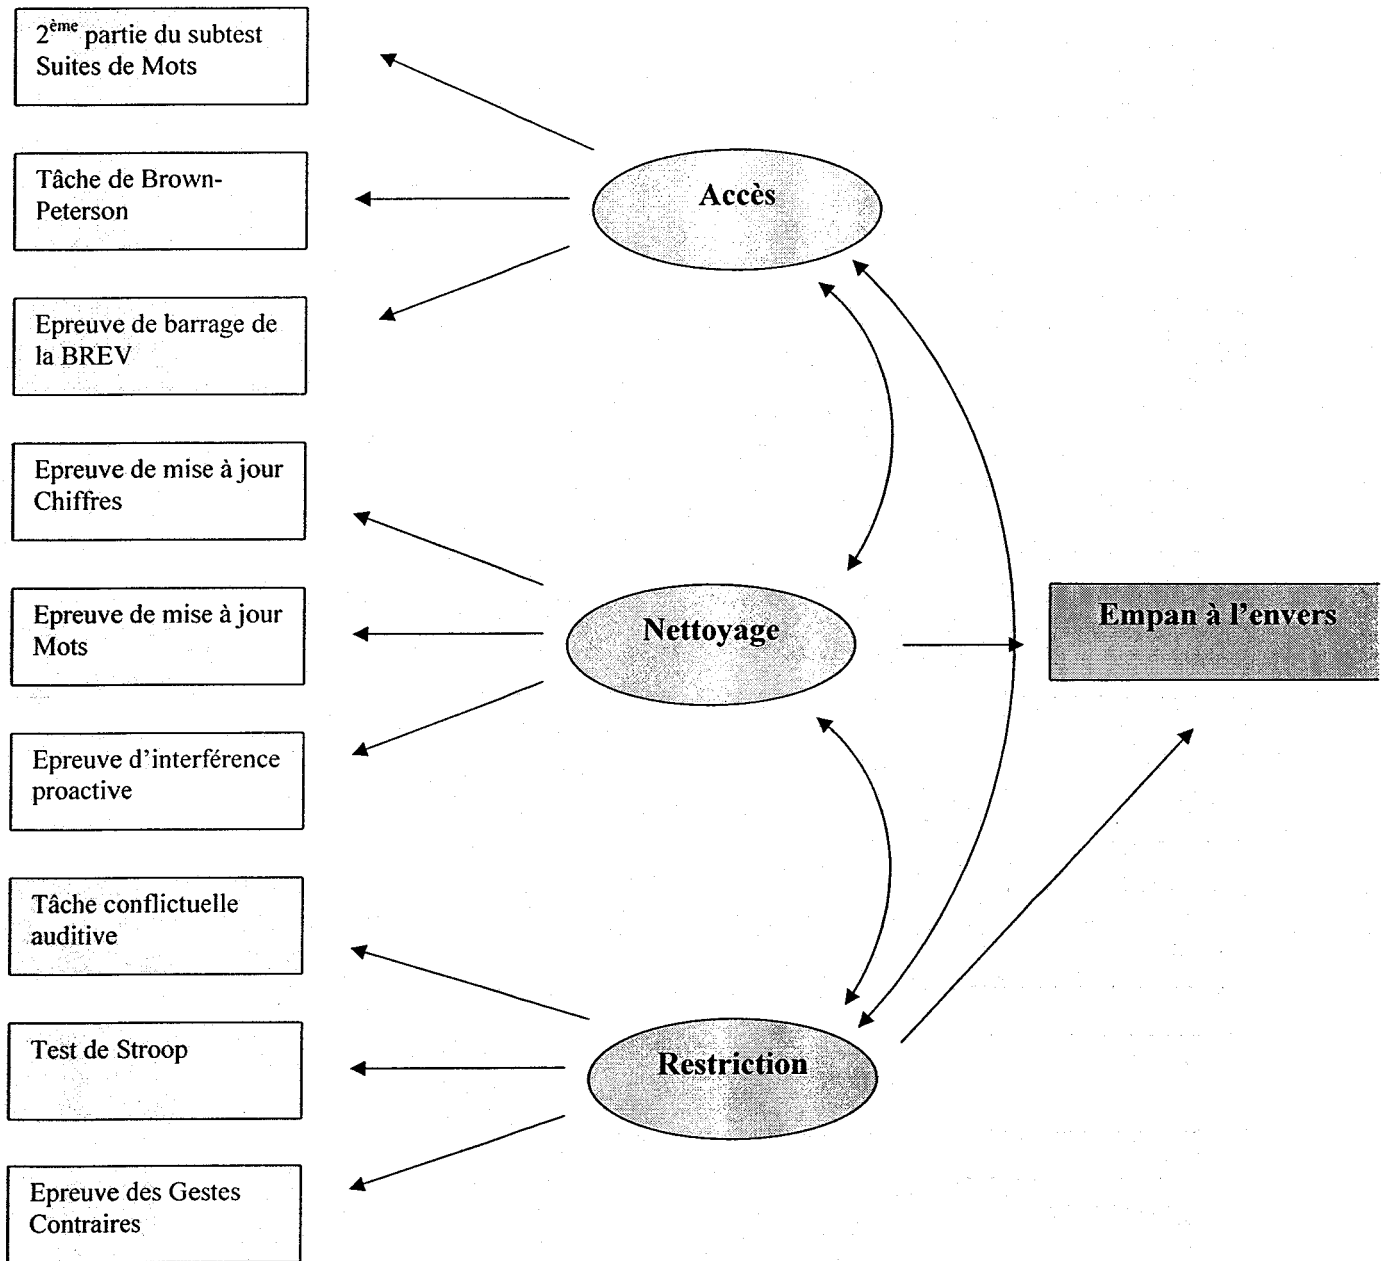 2ème partie du subtest
Suites de Mots
Tâche de Brown-
Peterson
Epreuve de barrage de
la BREV
Epreuve de mise à jour
Chiffres
Epreuve de mise à jour
Mots
Epreuve d'interférence
proactive
Tâche conflictuelle
auditive
Test de Stroop
Epreuve des Gestes
Contraires
Accès
Nettoyage
Restriction
Empan à l'envers